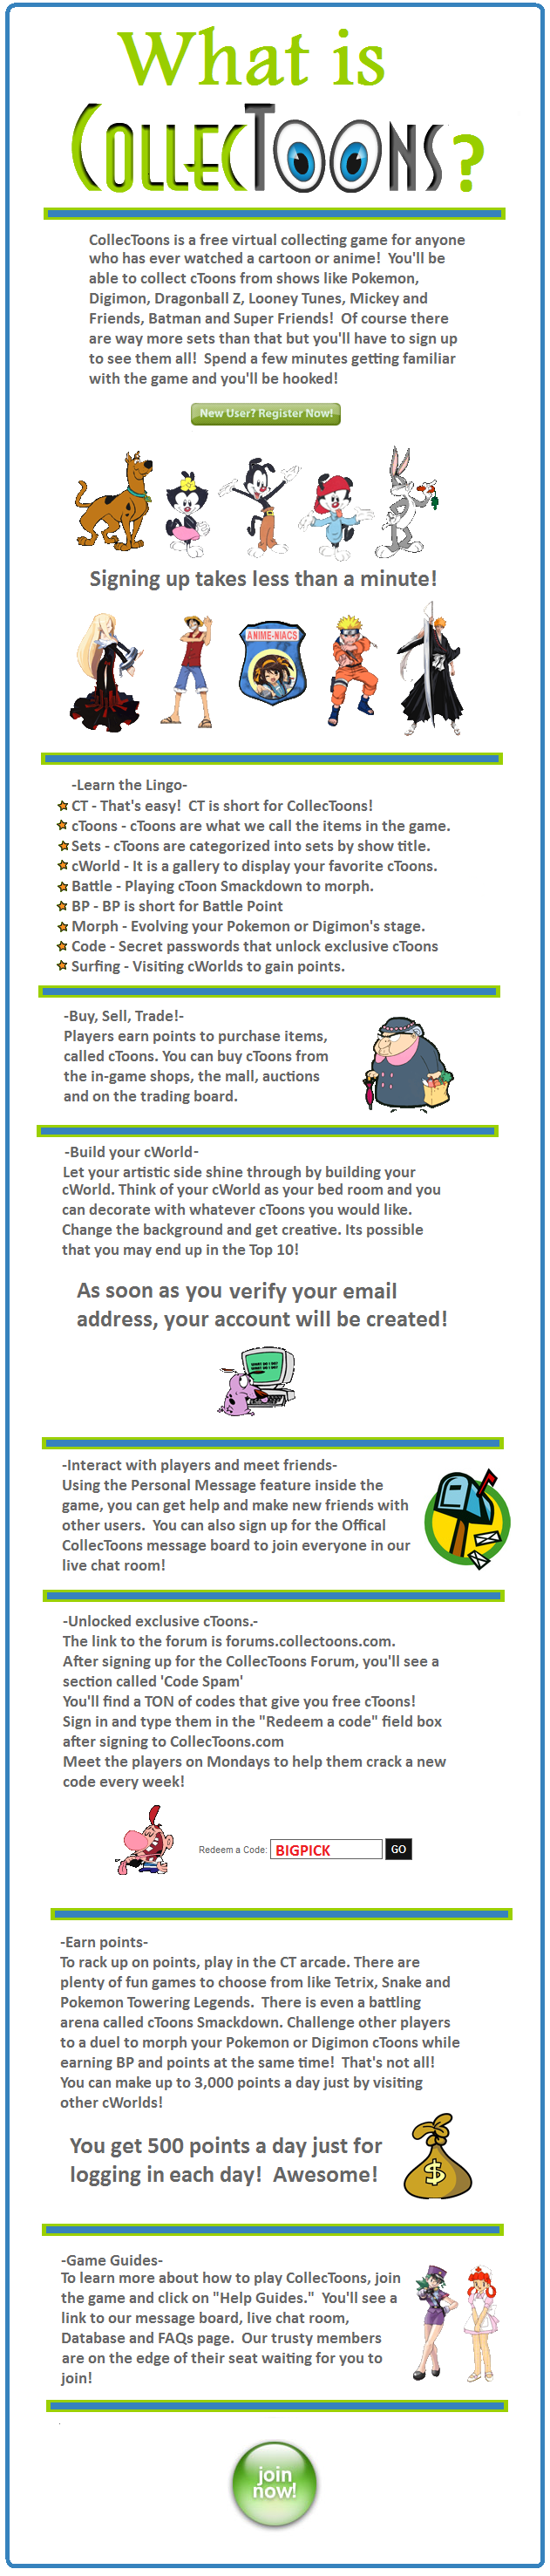 What is
CollecToons?
CollecToons is a free virtual collecting game for anyone
who has ever watched a cartoon or anime! You'll be
able to collect cToons from shows like Pokemon,
Digimon, Dragonball Z, Looney Tunes, Mickey and
Friends, Batman and Super Friends! Of course there
are way more sets than that but you'll have to sign up
to see them all! Spend a few minutes getting familiar
with the game and you'll be hooked!
New User? Register Now!
Signing up takes less than a minute!
ANIME-NIACS
-Learn the Lingo-
CT - That's easy! CT is short for CollecToons!
cToons - cToons are what we call the items in the game.
Sets - cToons are categorized into sets by show title.
cWorld - It is a gallery to display your favorite cToons.
Battle - Playing cToon Smackdown to morph.
BP - BP is short for Battle Point
Morph - Evolving your Pokemon or Digimon's stage.
Code - Secret passwords that unlock exclusive cToons
Surfing - Visiting cWorlds to gain points.
-Buy, Sell, Trade!-
Players earn points to purchase items,
called cToons. You can buy cToons from
the in-game shops, the mall, auctions
and on the trading board.
-Build your cWorld-
Let your artistic side shine through by building your
cWorld. Think of your cWorld as your bed room and you
can decorate with whatever cToons you would like.
Change the background and get creative. Its possible
that you may end up in the Top 10!
As soon as you verify your email
address, your account will be created!
-Interact with players and meet friends-
Using the Personal Message feature inside the
game, you can get help and make new friends with
other users. You can also sign up for the Offical
CollecToons message board to join everyone in our
live chat room!
-Unlocked exclusive cToons.-
The link to the forum is forums.collectoons.com.
After signing up for the CollecToons Forum, you'll see a
section called 'Code Spam'
You'll find a TON of codes that give you free cToons!
Sign in and type them in the "Redeem a code" field box
after signing to CollecToons.com
Meet the players on Mondays to help them crack a new
code every week!
Redeem a Code: BIGPICK GO
-Earn points-
To rack up on points, play in the CT arcade. There are
plenty of fun games to choose from like Tetrix, Snake and
Pokemon Towering Legends. There is even a battling
arena called cToons Smackdown. Challenge other players
to a duel to morph your Pokemon or Digimon cToons while
earning BP and points at the same time! That's not all!
You can make up to 3,000 points a day just by visiting
other cWorlds!
You get 500 points a day just for
logging in each day! Awesome!
$
-Game Guides-
To learn more about how to play CollecToons, join
the game and click on "Help Guides." You'll see a
link to our message board, live chat room,
Database and FAQs page. Our trusty members
are on the edge of their seat waiting for you to
join!
join
now!